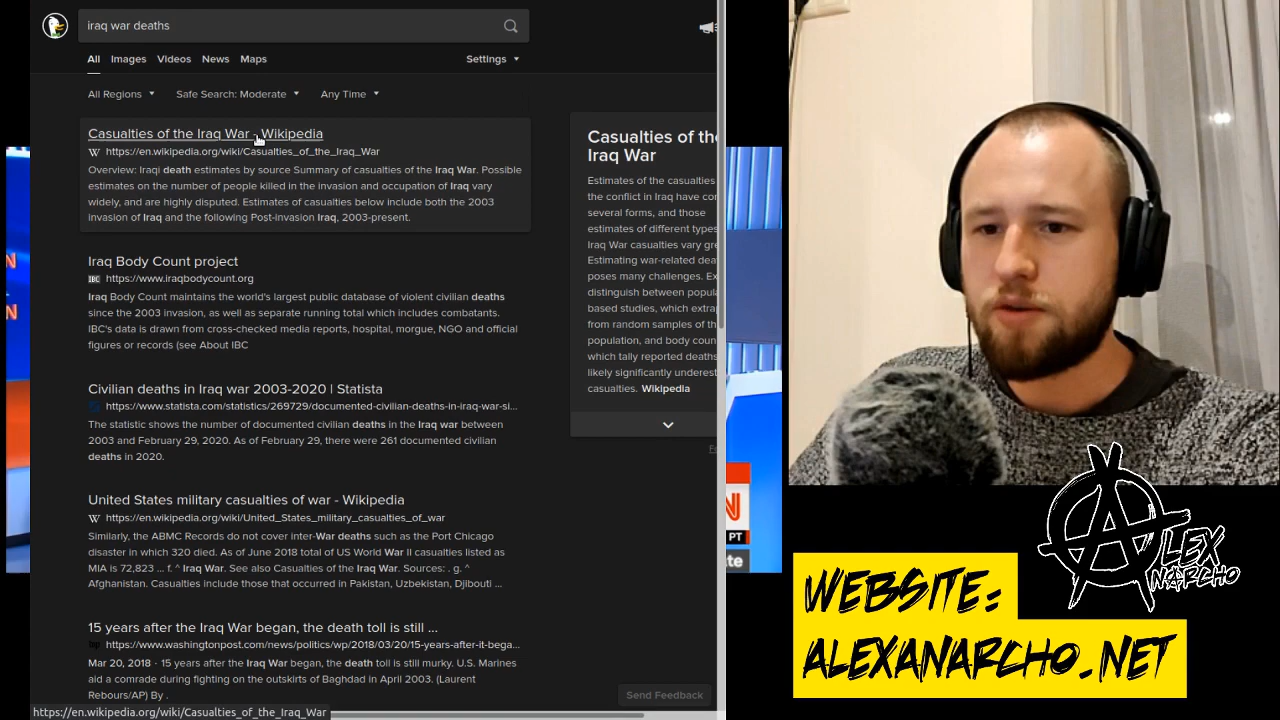 iraq war deaths
All Images Videos News Maps
Settings
All Regions Safe Search: Moderate Any Time
Casualties of the Iraq War - Wikipedia
W https://en.wikipedia.org/wiki/Casualties_of_the_Iraq_War
Overview: Iraqi death estimates by source Summary of casualties of the Iraq War. Possible
estimates on the number of people killed in the invasion and occupation of Iraq vary
widely, and are highly disputed. Estimates of casualties below include both the 2003
invasion of Iraq and the following Post-invasion Iraq, 2003-present.
Iraq Body Count project
IBC https://www.iraqbodycount.org
Iraq Body Count maintains the world's largest public database of violent civilian deaths
since the 2003 invasion, as well as separate running total which includes combatants.
IBC's data is drawn from cross-checked media reports, hospital, morgue, NGO and official
figures or records (see About IBC
Civilian deaths in Iraq war 2003-2020 | Statista
https://www.statista.com/statistics/269729/documented-civilian-deaths-in-iraq-war-si...
The statistic shows the number of documented civilian deaths in the Iraq war between
2003 and February 29, 2020. As of February 29, there were 261 documented civilian
deaths in 2020.
United States military casualties of war - Wikipedia
W https://en.wikipedia.org/wiki/United_States_military_casualties_of_war
Similarly, the ABMC Records do not cover inter-War deaths such as the Port Chicago
disaster in which 320 died. As of June 2018 total of US World War II casualties listed as
MIA is 72,823 ... f. ^ Iraq War. See also Casualties of the Iraq War. Sources: . g. ^
Afghanistan. Casualties include those that occurred in Pakistan, Uzbekistan, Djibouti ...
15 years after the Iraq War began, the death toll is still ...
https://www.washingtonpost.com/news/politics/wp/2018/03/20/15-years-after-it-bega...
Mar 20, 2018 · 15 years after the Iraq War began, the death toll is still murky. U.S. Marines
aid a comrade during fighting on the outskirts of Baghdad in April 2003. (Laurent
Rebours/AP) By .
https://en.wikipedia.org/wiki/Casualties_of_the_Iraq_War
Casualties of the
Iraq War
Estimates of the casualties
the conflict in Iraq have co
several forms, and those
estimates of different types
Iraq War casualties vary gre
Estimating war-related dea
poses many challenges. Ex
distinguish between popula
based studies, which extrap
from random samples of th
population, and body coun
which tally reported deaths
likely significantly underest
casualties. Wikipedia
Send Feedback
N
PT
te
ALEX
ANARCHO
WEBSITE:
ALEXANARCHO.NET